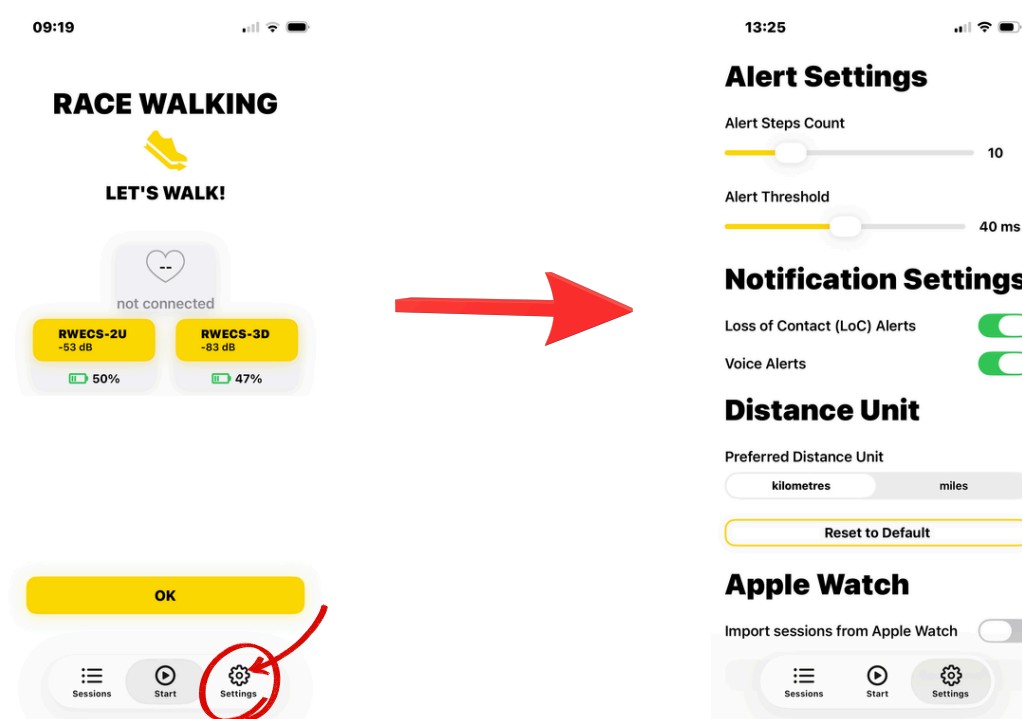 09:19
RACE WALKING
LET'S WALK!
--
not connected
RWECS-2U
-53 dB
50%
RWECS-3D
-83 dB
47%
OK
Sessions
Start
Settings
13:25
Alert Settings
Alert Steps Count
10
Alert Threshold
40 ms
Notification Settings
Loss of Contact (LoC) Alerts
Voice Alerts
Distance Unit
Preferred Distance Unit
kilometres
miles
Reset to Default
Apple Watch
Import sessions from Apple Watch
Sessions
Start
Settings